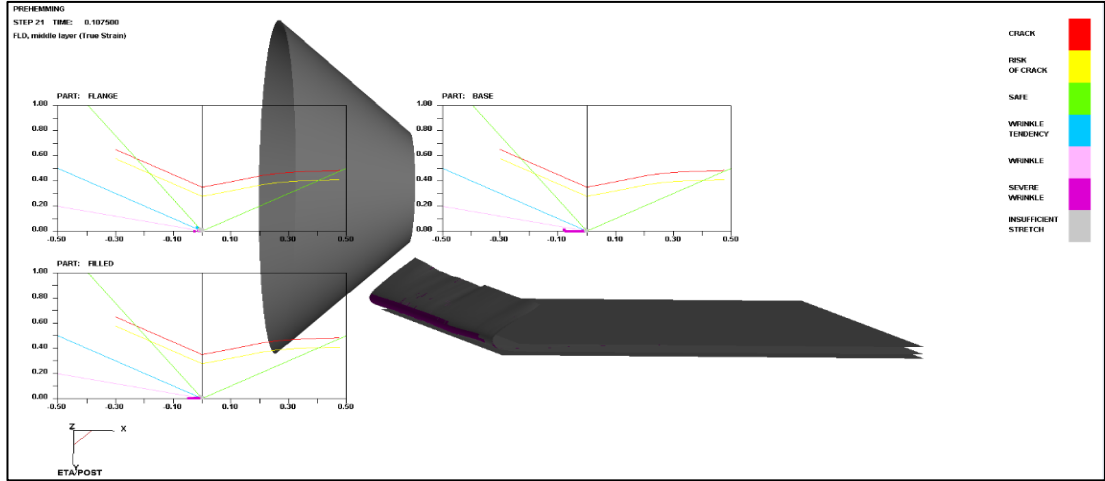 PREHEMMING
STEP 21 TIME: 0.107500
FLD, middle layer (True Strain)
CRACK
RISK
OF CRACK
SAFE
WRINKLE
TENDENCY
WRINKLE
SEVERE
WRINKLE
INSUFFICIENT
STRETCH
PART: FLANGE
1.00
0.80
0.60
0.40
0.20
0.00
-0.50 -0.30 -0.10 0.10 0.30 0.50
PART: BASE
1.00
0.80
0.60
0.40
0.20
0.00
-0.50 -0.30 -0.10 0.10 0.30 0.50
PART: FILLED
1.00
0.80
0.60
0.40
0.20
0.00
-0.50 -0.30 -0.10 0.10 0.30 0.50
Z X
Y
ETA/POST